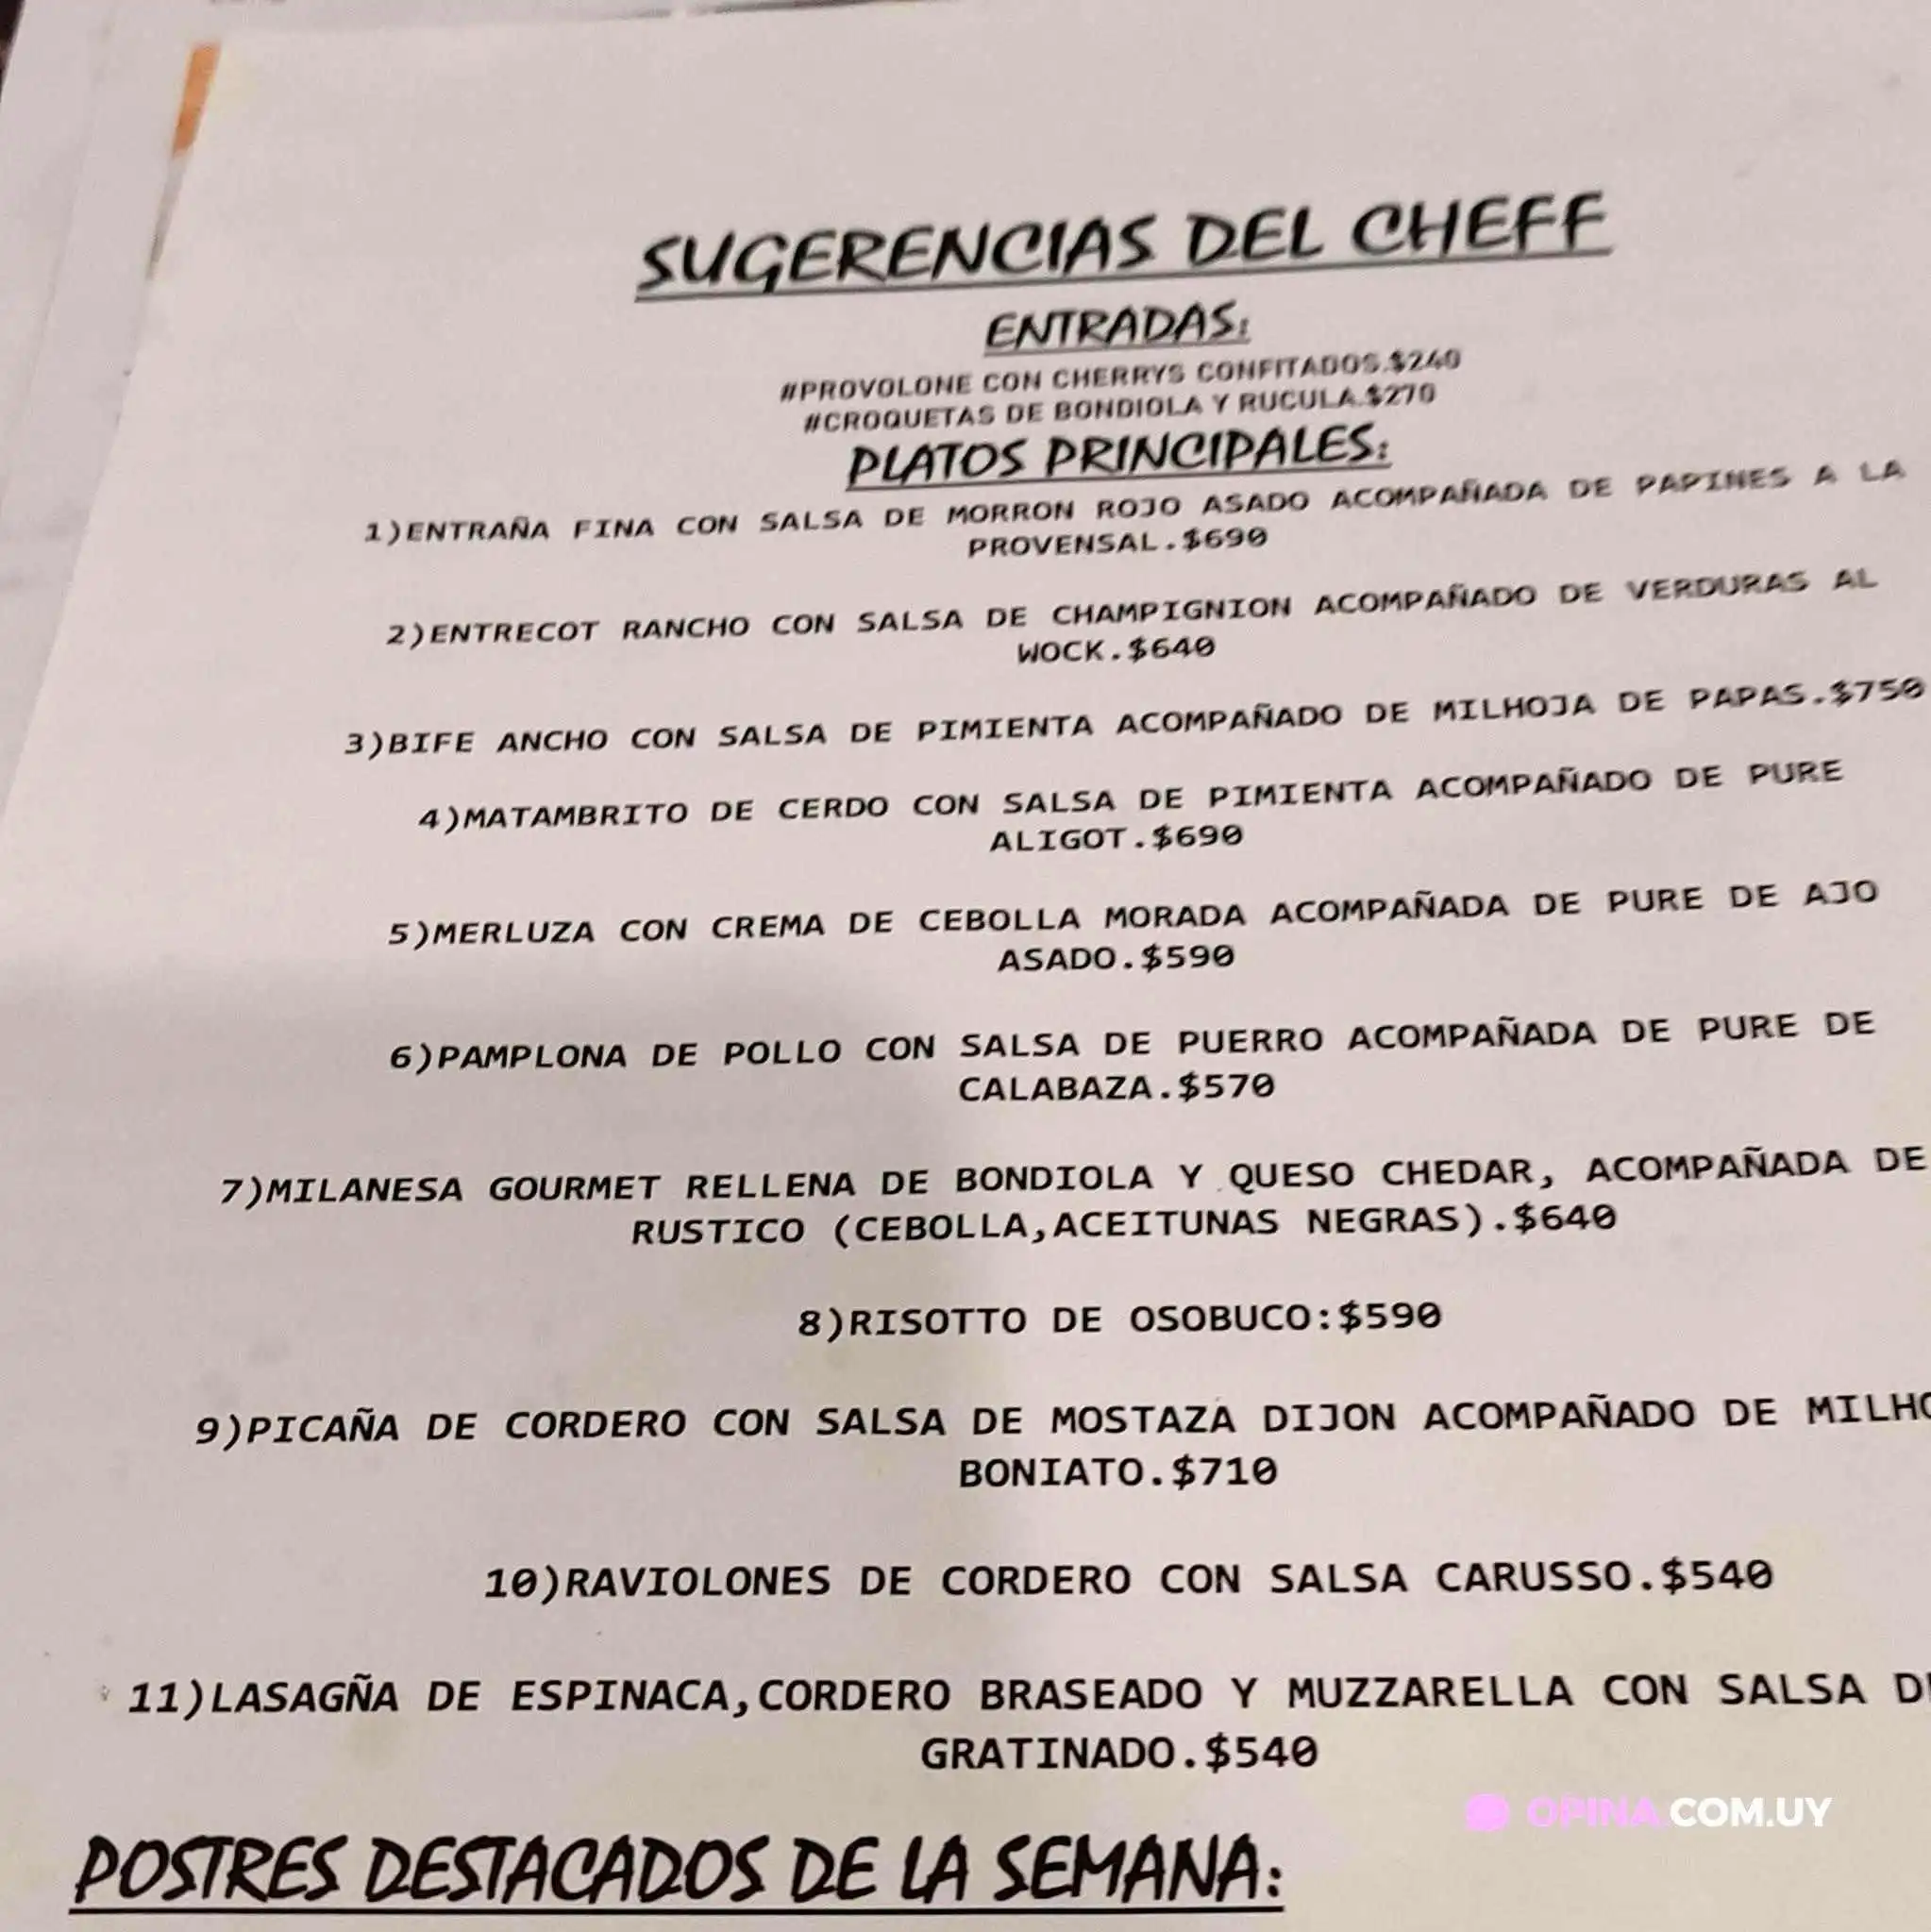 SUGERENCIAS DEL CHEFF
ENTRADAS:
#PROVOLONE CON CHERRYS CONFITADOS.$240
#CROQUETAS DE BONDIOLA Y RUCULA.$270
PLATOS PRINCIPALES:
1)ENTRAÑA FINA CON SALSA DE MORRON ROJO ASADO ACOMPAÑADA DE PAPINES A LA
PROVENSAL.$690
2)ENTRECOT RANCHO CON SALSA DE CHAMPIGNION ACOMPAÑADO DE VERDURAS AL
WOCK.$640
3)BIFE ANCHO CON SALSA DE PIMIENTA ACOMPAÑADO DE MILHOJA DE PAPAS.$750
4)MATAMBRITO DE CERDO CON SALSA DE PIMIENTA ACOMPAÑADO DE PURE
ALIGOT.$690
5)MERLUZA CON CREMA DE CEBOLLA MORADA ACOMPAÑADA DE PURE DE AJO
ASADO.$590
6)PAMPLONA DE POLLO CON SALSA DE PUERRO ACOMPAÑADA DE PURE DE
CALABAZA.$570
7)MILANESA GOURMET RELLENA DE BONDIOLA Y QUESO CHEDAR, ACOMPAÑADA DE
RUSTICO (CEBOLLA,ACEITUNAS NEGRAS).$640
8)RISOTTO DE OSOBUCO:$590
9)PICAÑA DE CORDERO CON SALSA DE MOSTAZA DIJON ACOMPAÑADO DE
BONIATO.$710
10)RAVIOLONES DE CORDERO CON SALSA CARUSSO.$540
11)LASAGÑA DE ESPINACA,CORDERO BRASEADO Y MUZZARELLA CON SALSA
GRATINADO.$540
OPINA.COM.UY
POSTRES DESTACADOS DE LA SEMANA: